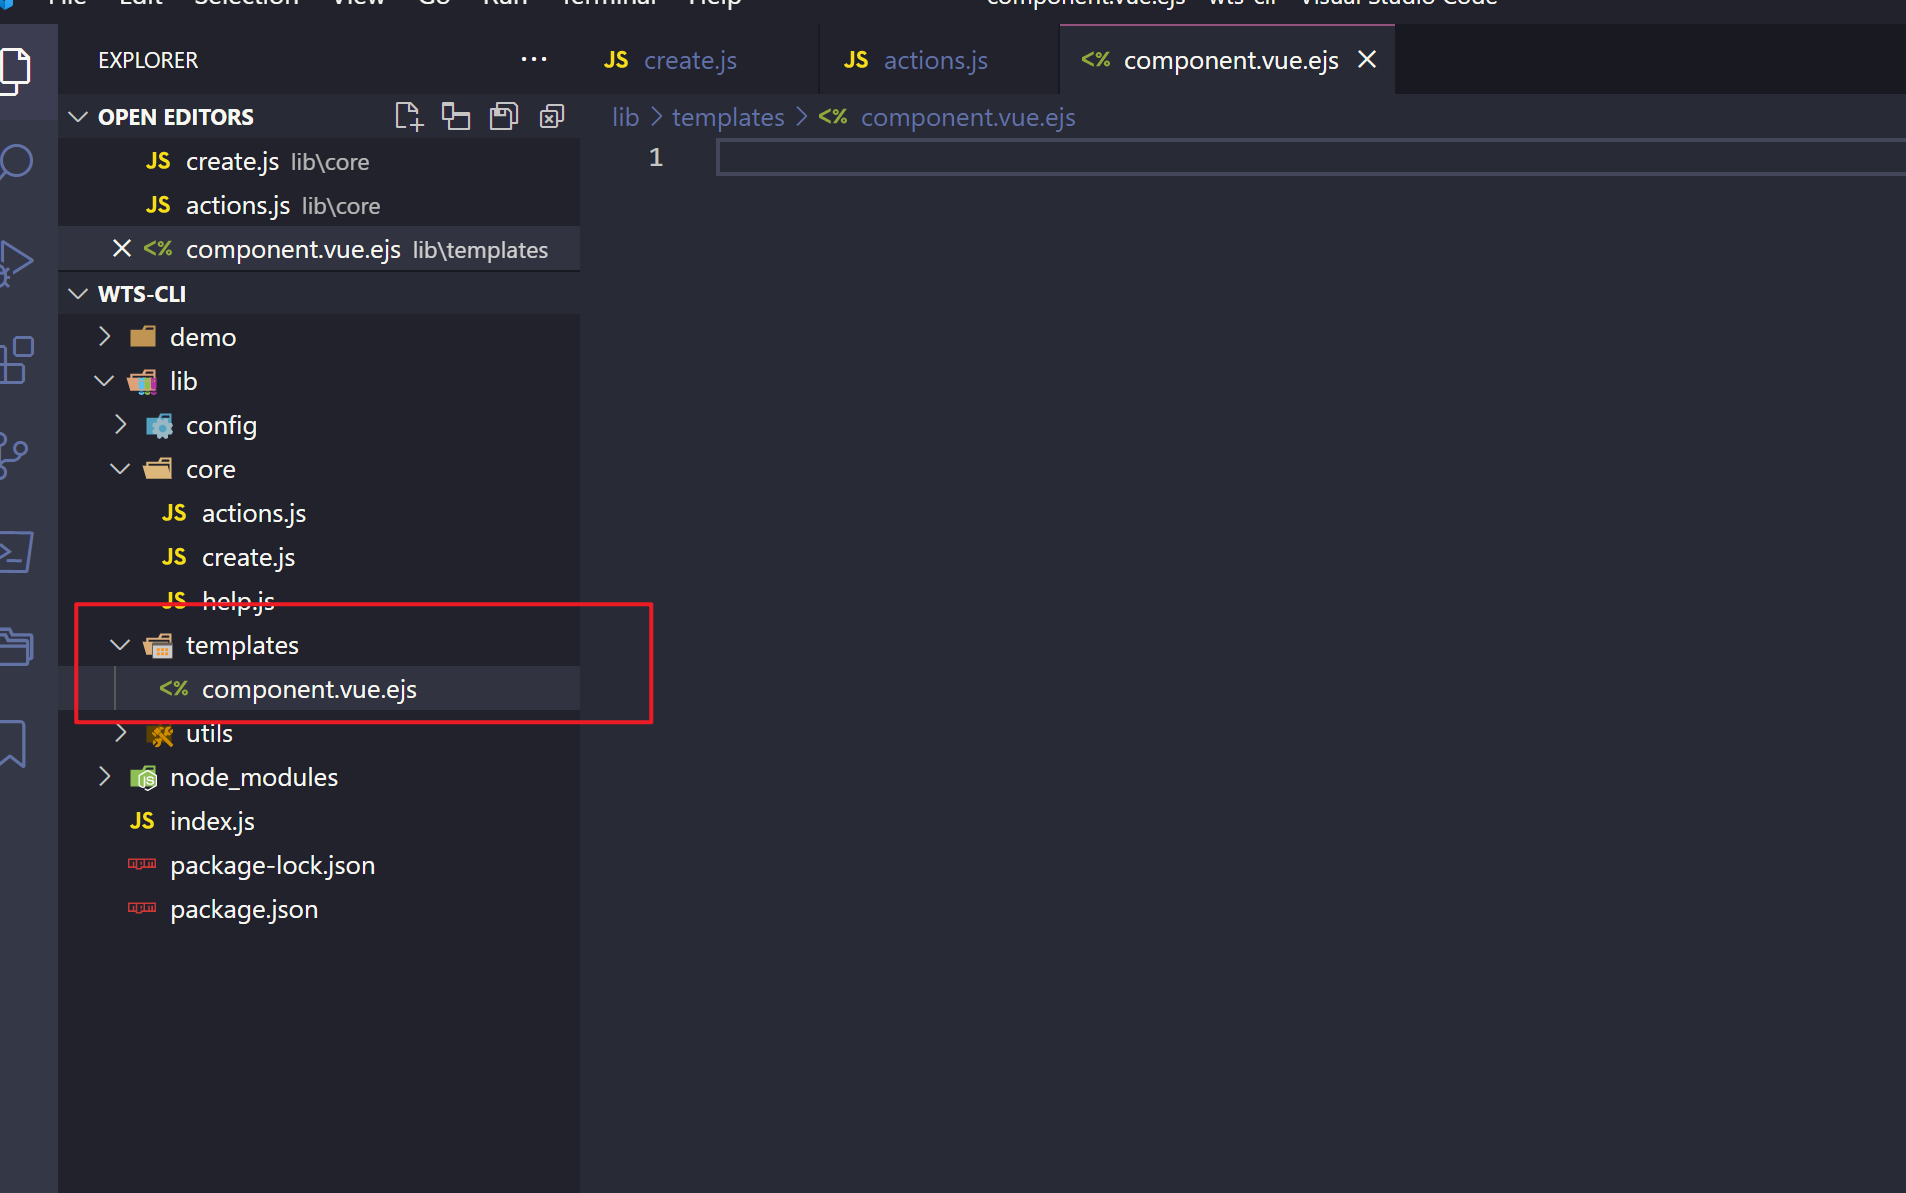 File Edit Selection View Go Run Terminal Help component.vue.ejs - wts-cli - Visual Studio Code
EXPLORER
JS create.js
JS actions.js
<% component.vue.ejs
OPEN EDITORS
lib > templates > <% component.vue.ejs
JS create.js lib\core
1
JS actions.js lib\core
<% component.vue.ejs lib\templates
WTS-CLI
demo
lib
config
core
JS actions.js
JS create.js
JS help.js
templates
<% component.vue.ejs
utils
node_modules
JS index.js
package-lock.json
package.json